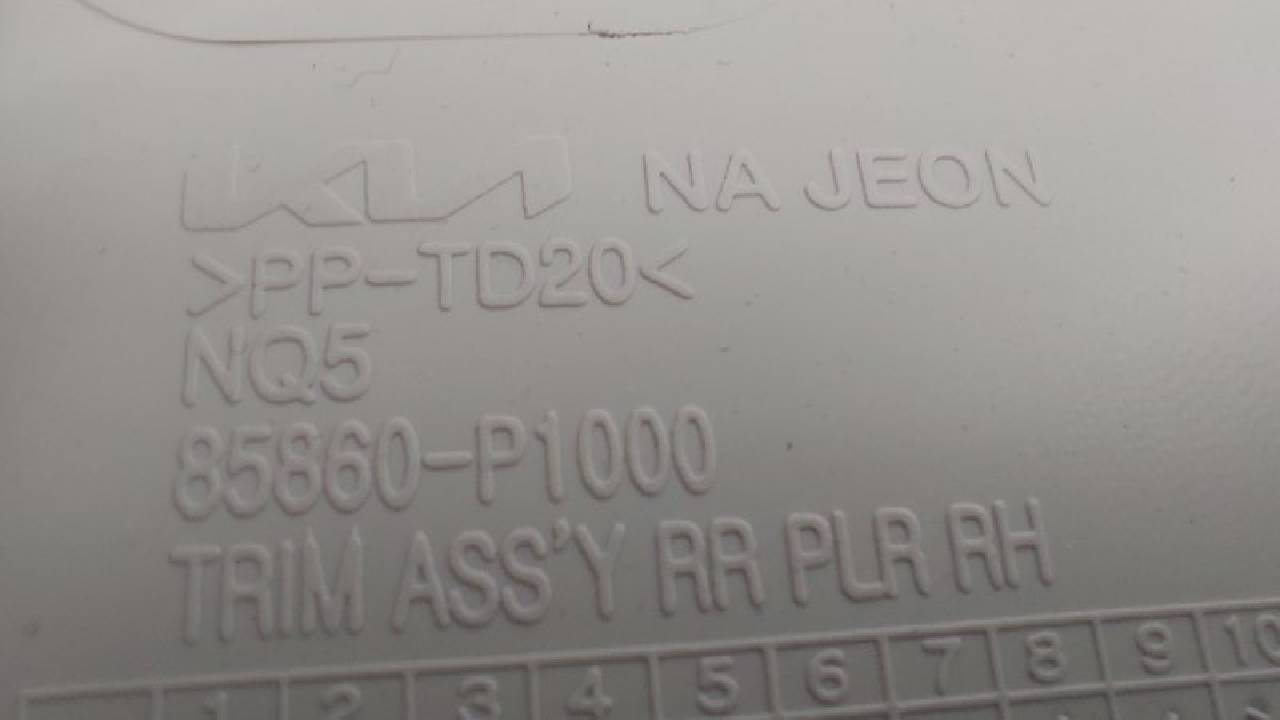 KIA NA JEON
>PP-TD20<
NQ5
85860-P1000
TRIM ASS'Y RR PLR RH
1 2 3 4 5 6 7 8 9 10